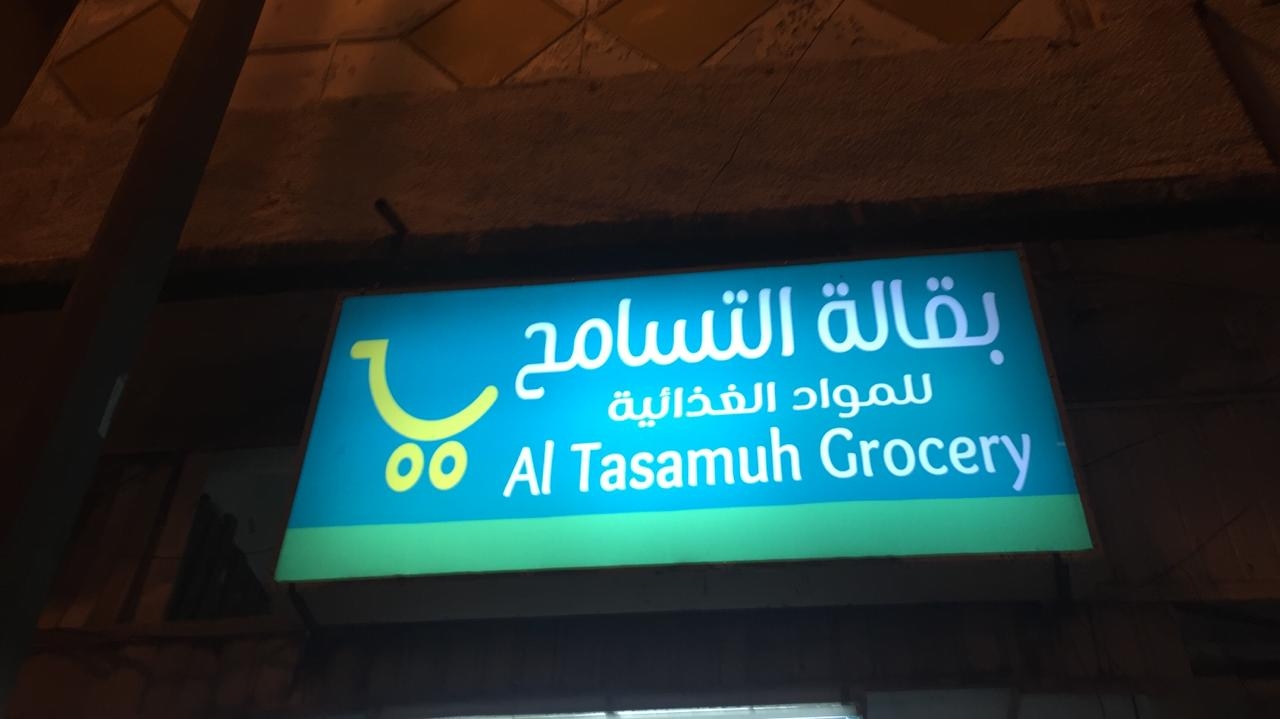 بقالة التسامح
للمواد الغذائية
Al Tasamuh Grocery